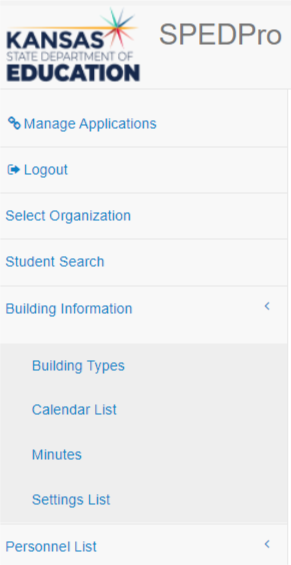 KANSAS
STATE DEPARTMENT OF
EDUCATION
SPEDPro
Manage Applications
Logout
Select Organization
Student Search
Building Information
Building Types
Calendar List
Minutes
Settings List
Personnel List